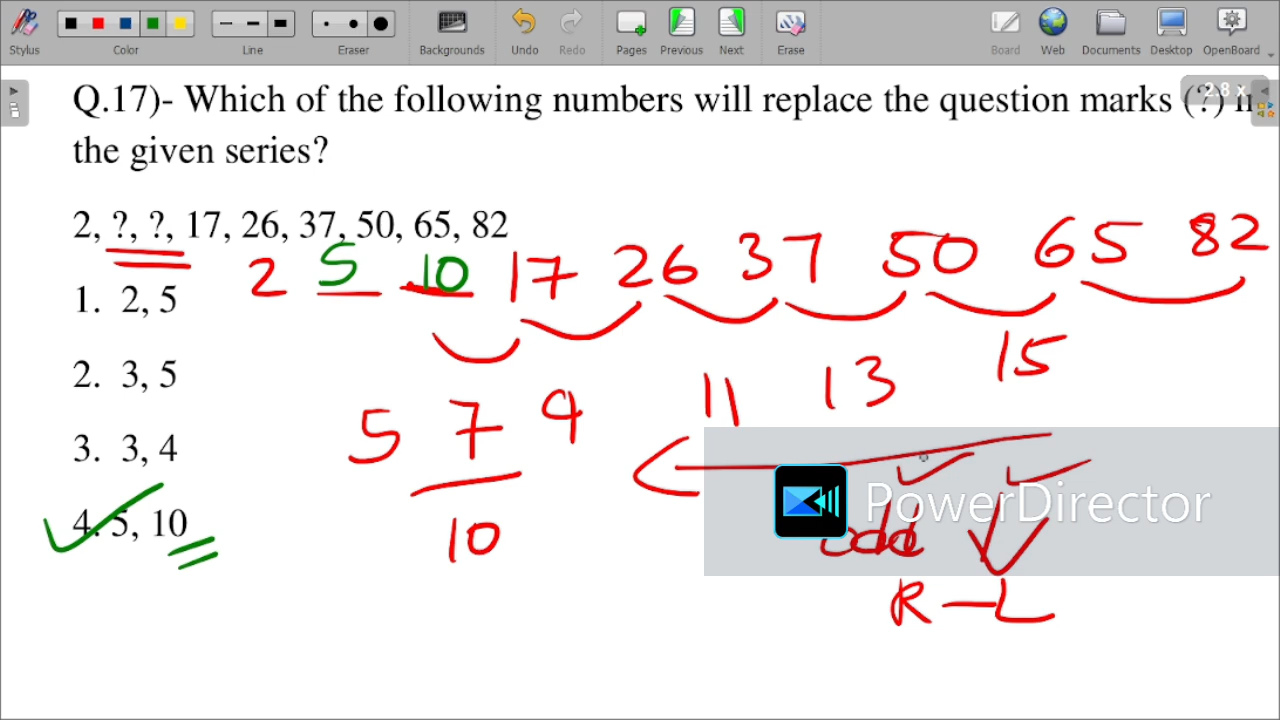 Stylus Color Line Eraser Backgrounds Undo Redo Pages Previous Next Erase Board Web Documents Desktop OpenBoard
2.8 x
Q.17)- Which of the following numbers will replace the question marks (?) in
the given series?
2, ?, ?, 17, 26, 37, 50, 65, 82
2 5 10 17 26 37 50 65 82
1. 2, 5
15
2. 3, 5
5 7 9 11 13
3. 3, 4
PowerDirector
4. 5, 10
10
odd
R - L